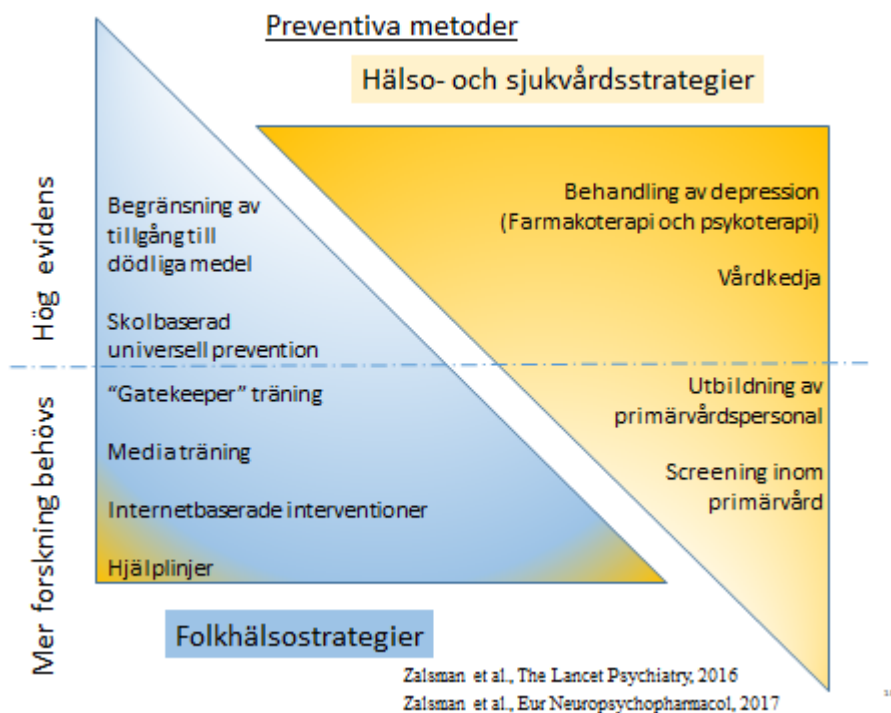 Preventiva metoder
Hälso- och sjukvårdsstrategier
Hög evidens
Mer forskning behövs
Begränsning av
tillgång till
dödliga medel
Skolbaserad
universell prevention
“Gatekeeper” träning
Media träning
Internetbaserade interventioner
Hjälplinjer
Behandling av depression
(Farmakoterapi och psykoterapi)
Vårdkedja
Utbildning av
primärvårdspersonal
Screening inom
primärvård
Folkhälsostrategier
Zalsman et al., The Lancet Psychiatry, 2016
Zalsman et al., Eur Neuropsychopharmacol, 2017